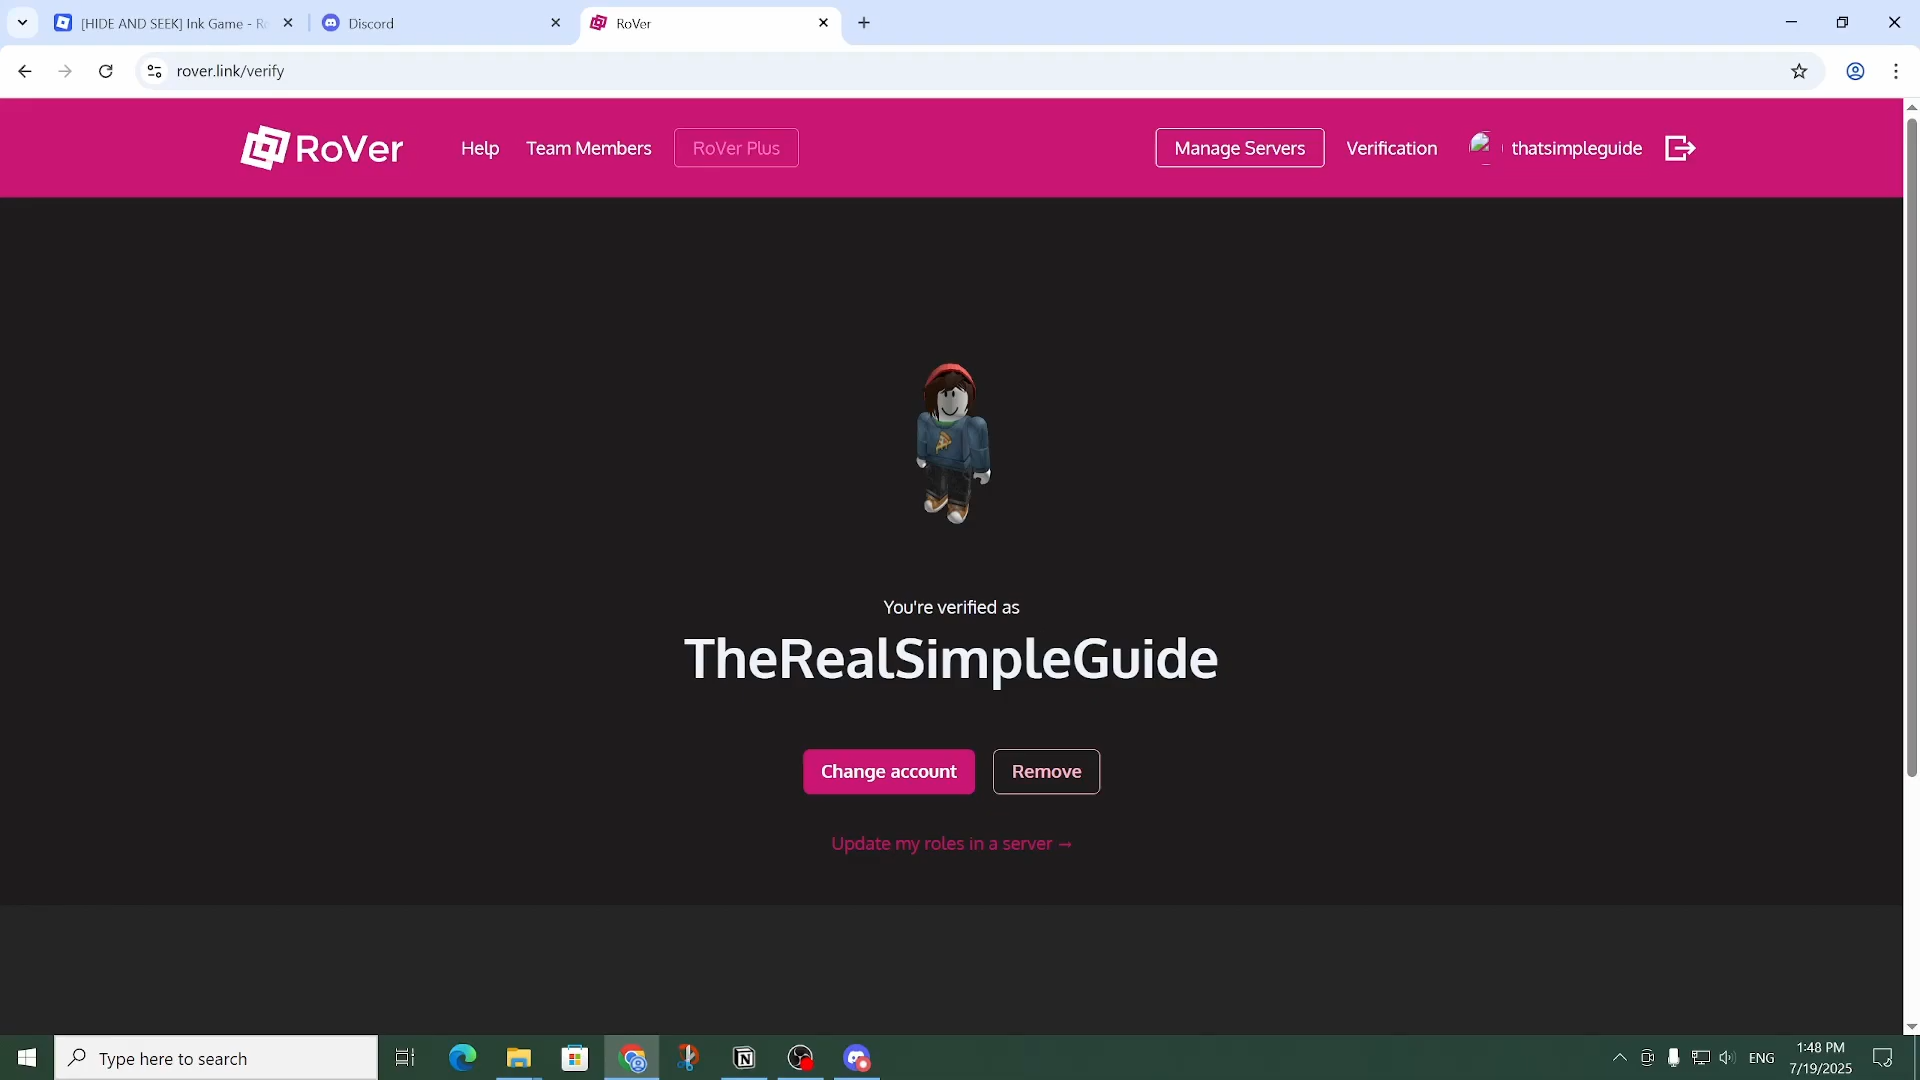 [HIDE AND SEEK] Ink Game - Ro
Discord
RoVer
rover.link/verify
RoVer
Help
Team Members
RoVer Plus
Manage Servers
Verification
thatsimpleguide
You're verified as
TheRealSimpleGuide
Change account
Remove
Update my roles in a server →
Type here to search
ENG
1:48 PM
7/19/2025